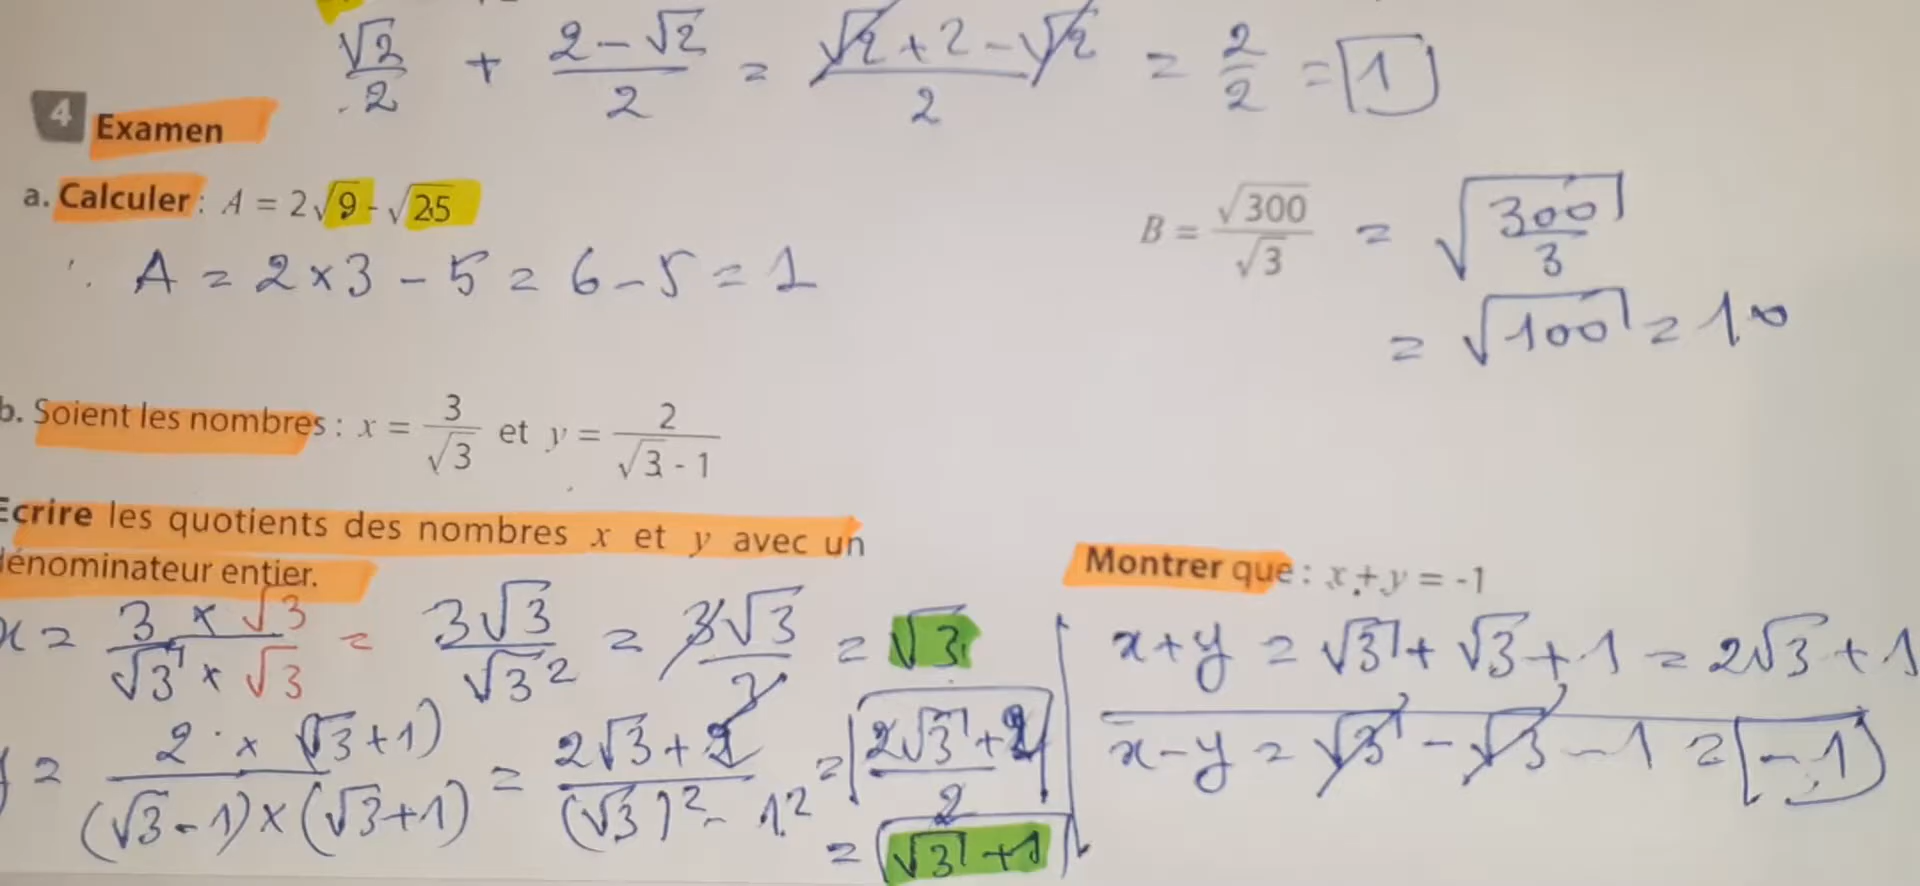 √2/2 + (2-√2)/2 = (√2+2-√2)/2 = 2/2 = 1
4 Examen
a. Calculer : A = 2√9 - √25
A = 2×3 - 5 = 6-5 = 1
B = √300/√3 = √(300/3)
= √100 = 10
b. Soient les nombres : x = 3/√3 et y = 2/(√3 - 1)
Ecrire les quotients des nombres x et y avec un
dénominateur entier.
x = (3 × √3)/(√3 × √3) = 3√3/√3² = 3√3/3 = √3
y = (2 × (√3+1))/((√3-1)×(√3+1)) = (2√3+2)/((√3)² - 1²) = (2√3+2)/2
= √3+1
Montrer que : x+y = -1
x+y = √3 + √3+1 = 2√3+1
x-y = √3 - √3 - 1 = -1